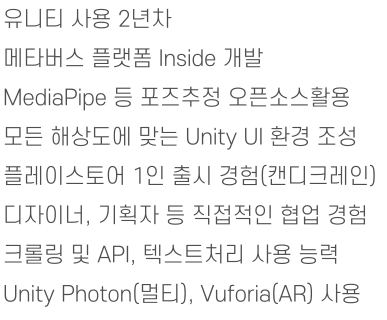 유니티 사용 2년차
메타버스 플랫폼 Inside 개발
MediaPipe 등 포즈추정 오픈소스활용
모든 해상도에 맞는 Unity UI 환경 조성
플레이스토어 1인 출시 경험(캔디크레인)
디자이너, 기획자 등 직접적인 협업 경험
크롤링 및 API, 텍스트처리 사용 능력
Unity Photon(멀티), Vuforia(AR) 사용